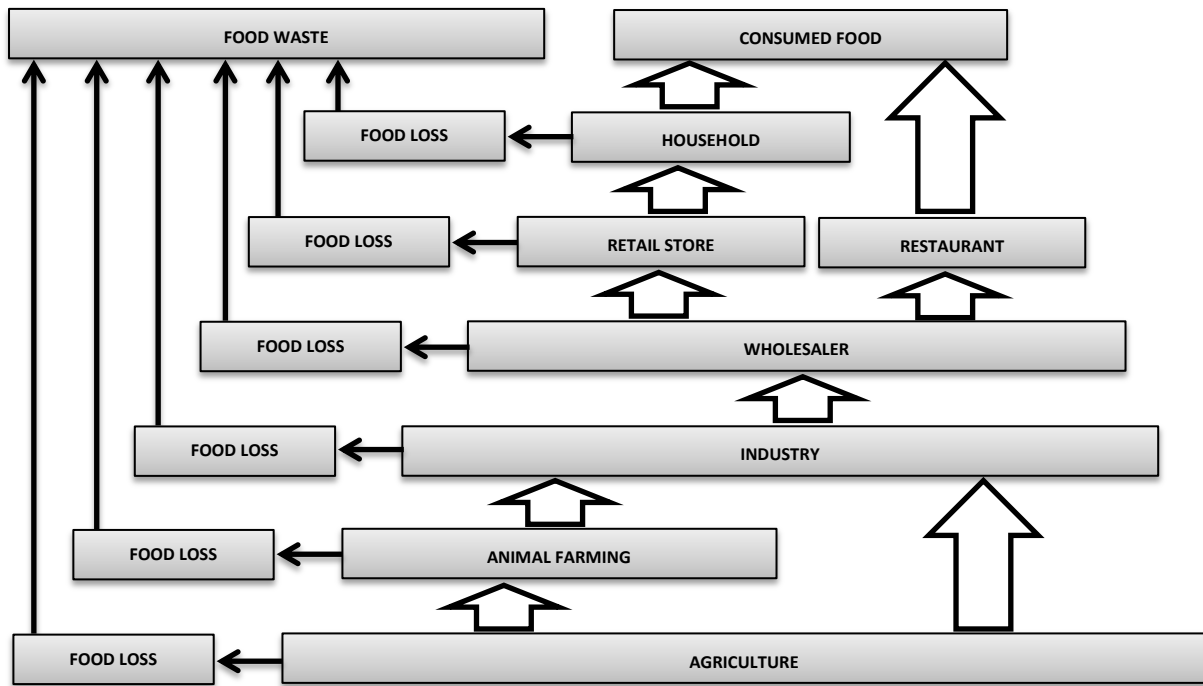 FOOD WASTE
CONSUMED FOOD
FOOD LOSS
HOUSEHOLD
FOOD LOSS
RETAIL STORE
RESTAURANT
FOOD LOSS
WHOLESALER
FOOD LOSS
INDUSTRY
FOOD LOSS
ANIMAL FARMING
FOOD LOSS
AGRICULTURE